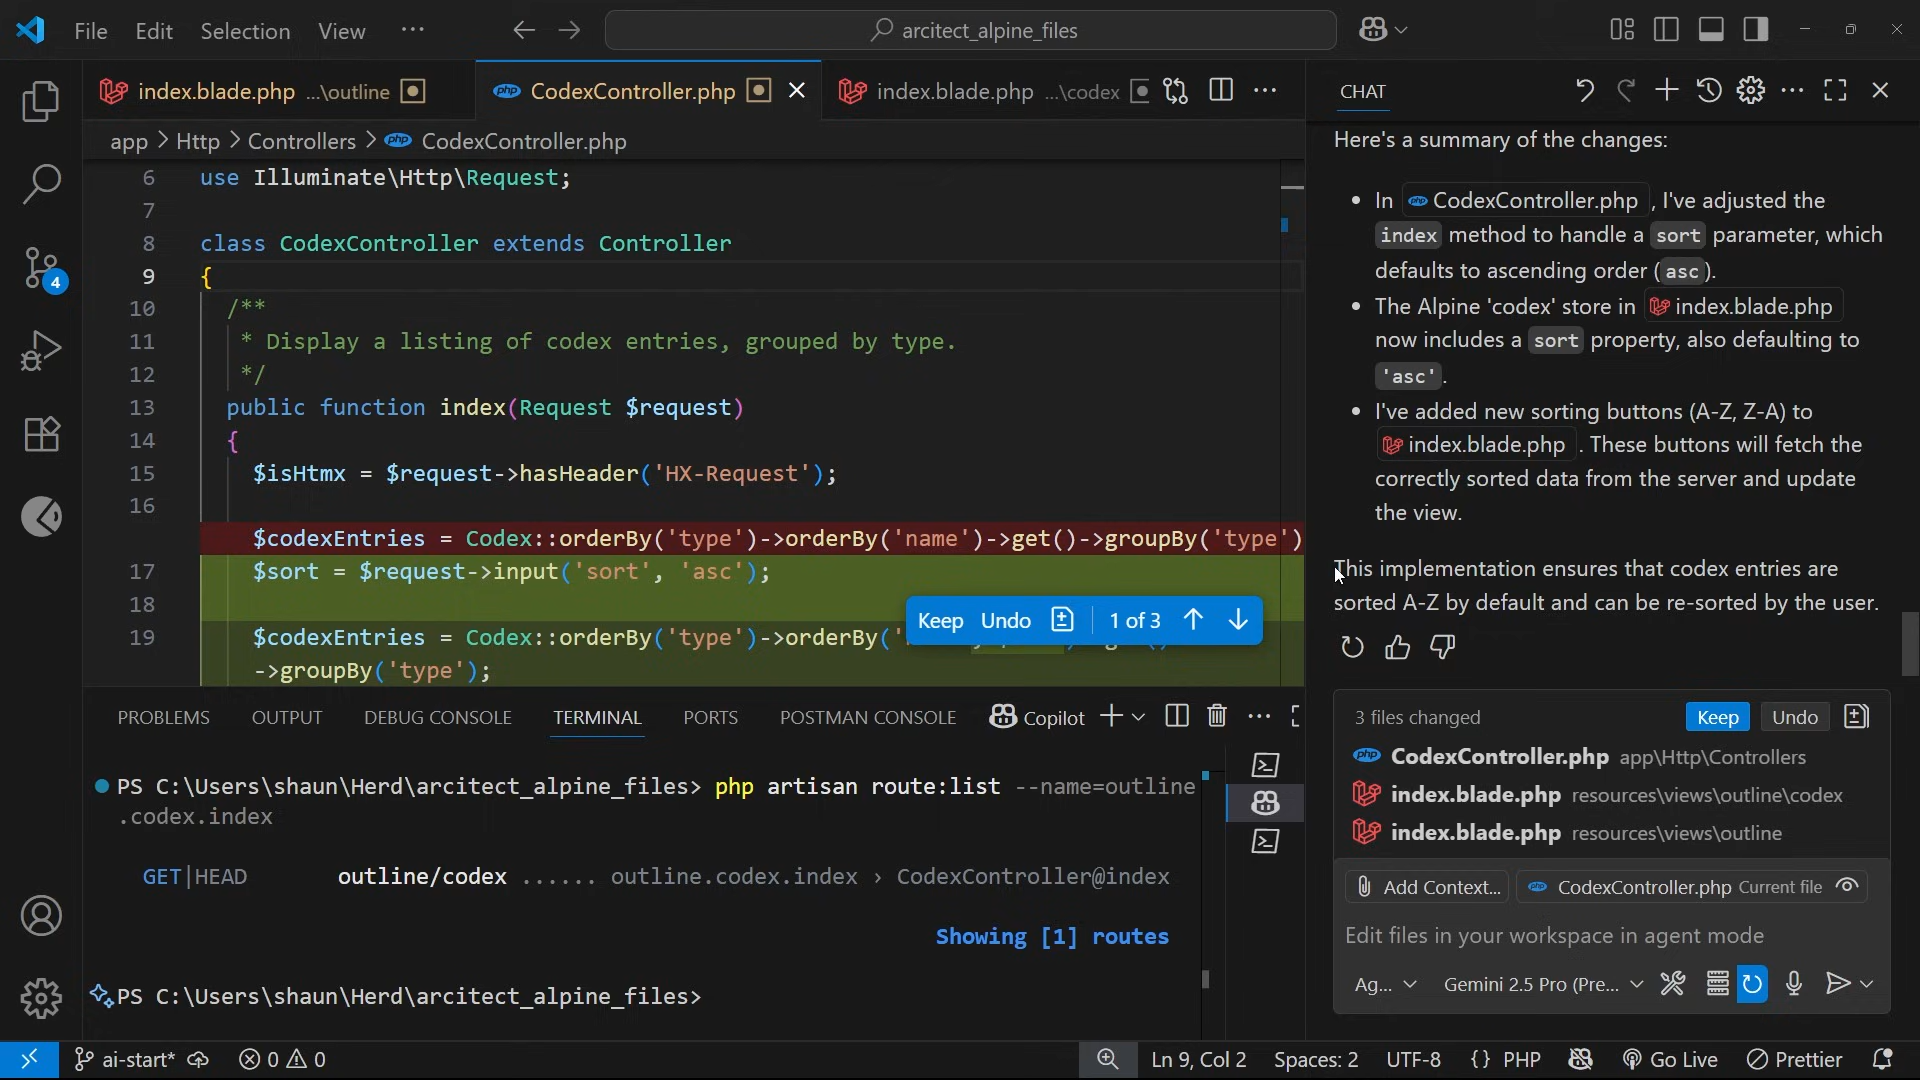 File Edit Selection View ··· arcitect_alpine_files
index.blade.php ...\outline CodexController.php index.blade.php ...\codex
app > Http > Controllers > CodexController.php
6 use Illuminate\Http\Request;
7
8 class CodexController extends Controller
9 {
10 /**
11 * Display a listing of codex entries, grouped by type.
12 */
13 public function index(Request $request)
14 {
15 $isHtmx = $request->hasHeader('HX-Request');
16
$codexEntries = Codex::orderBy('type')->orderBy('name')->get()->groupBy('type')
17 $sort = $request->input('sort', 'asc');
18
19 $codexEntries = Codex::orderBy('type')->orderBy('
->groupBy('type');
Keep Undo 1 of 3
PROBLEMS OUTPUT DEBUG CONSOLE TERMINAL PORTS POSTMAN CONSOLE Copilot
PS C:\Users\shaun\Herd\arcitect_alpine_files> php artisan route:list --name=outline
.codex.index
GET|HEAD outline/codex ...... outline.codex.index › CodexController@index
Showing [1] routes
PS C:\Users\shaun\Herd\arcitect_alpine_files>
CHAT
Here's a summary of the changes:
• In CodexController.php , I've adjusted the
index method to handle a sort parameter, which
defaults to ascending order ( asc ).
• The Alpine 'codex' store in index.blade.php
now includes a sort property, also defaulting to
'asc' .
• I've added new sorting buttons (A-Z, Z-A) to
index.blade.php . These buttons will fetch the
correctly sorted data from the server and update
the view.
This implementation ensures that codex entries are
sorted A-Z by default and can be re-sorted by the user.
3 files changed Keep Undo
CodexController.php app\Http\Controllers
index.blade.php resources\views\outline\codex
index.blade.php resources\views\outline
Add Context... CodexController.php Current file
Edit files in your workspace in agent mode
Ag... Gemini 2.5 Pro (Pre...
4
ai-start* 0 0 Ln 9, Col 2 Spaces: 2 UTF-8 {} PHP Go Live Prettier